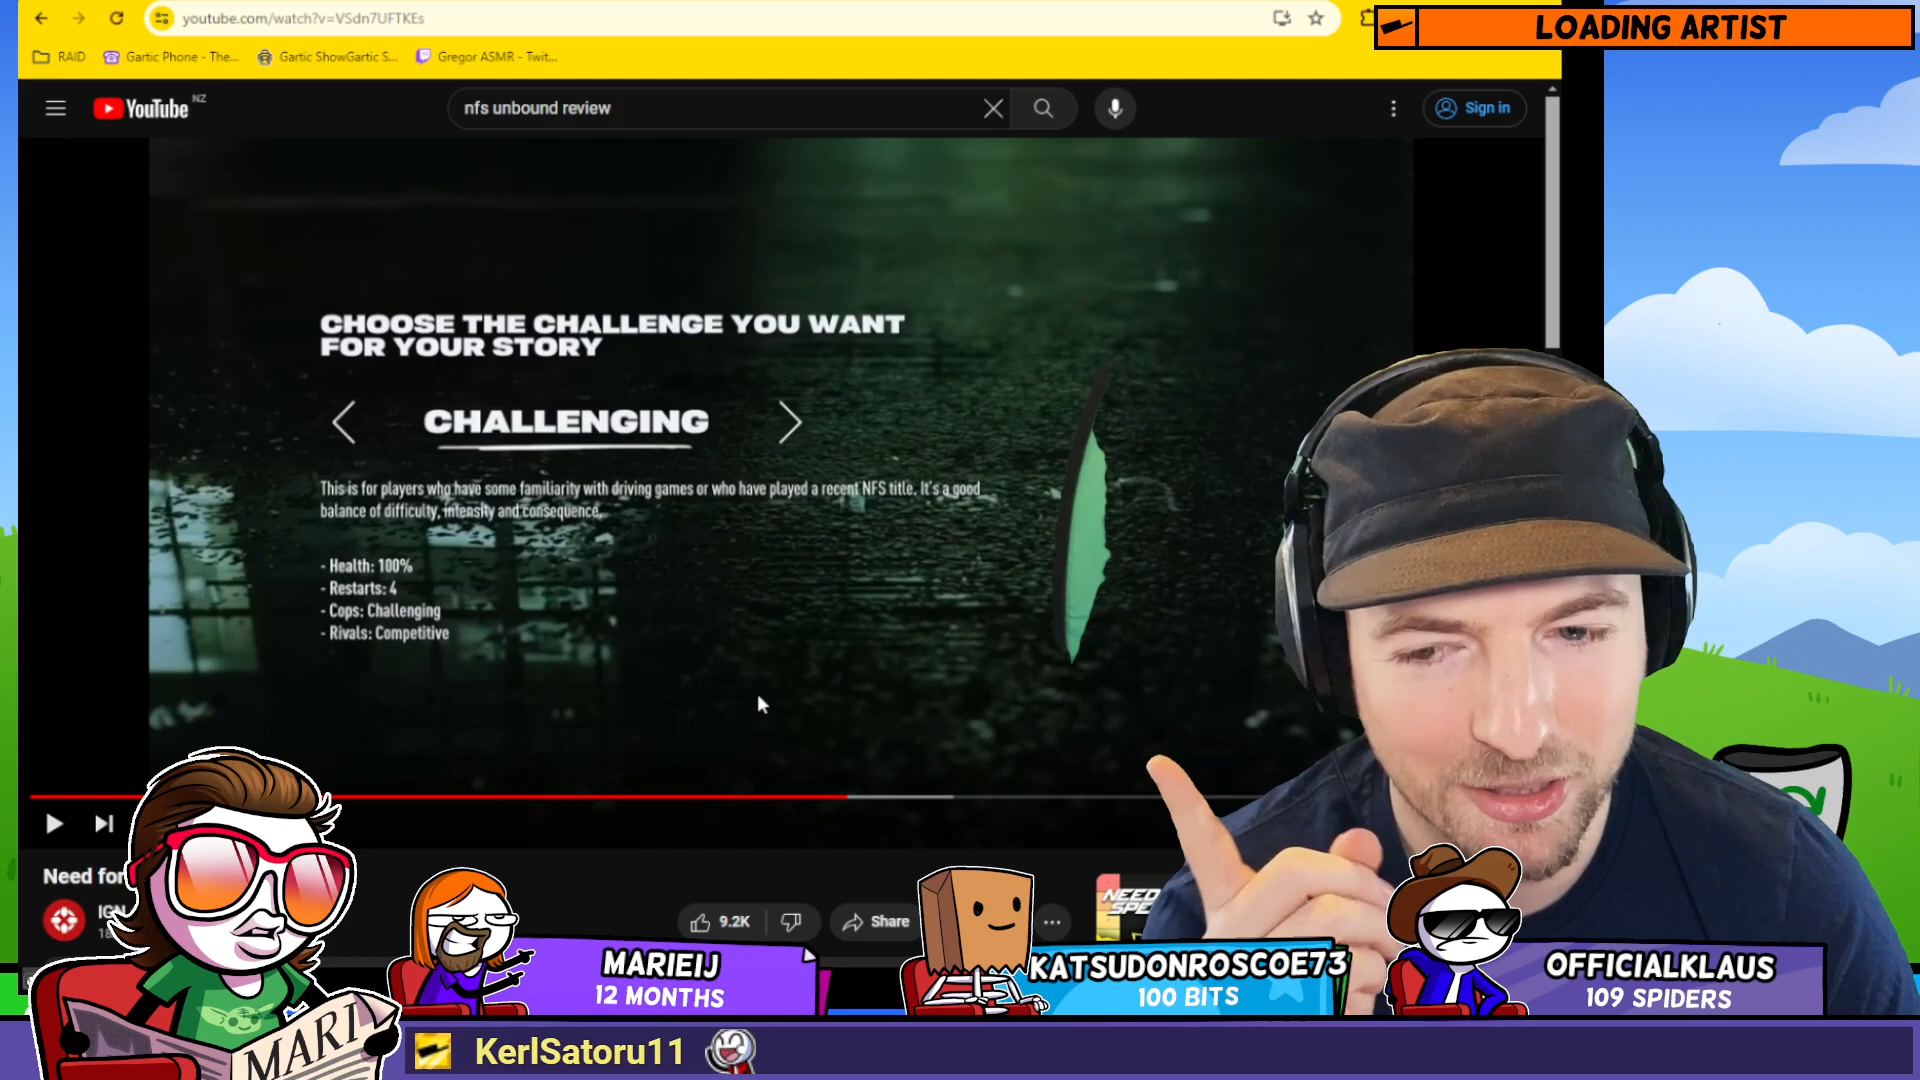 youtube.com/watch?v=VSdn7UFTKEs
LOADING ARTIST
RAID
Gartic Phone - The...
Gartic ShowGartic S...
Gregor ASMR - Twit...
YouTube NZ
nfs unbound review
Sign in
CHOOSE THE CHALLENGE YOU WANT
FOR YOUR STORY
CHALLENGING
This is for players who have some familiarity with driving games or who have played a recent NFS title. It's a good
balance of difficulty, intensity and consequence.
- Health: 100%
- Restarts: 4
- Cops: Challenging
- Rivals: Competitive
Need for
IGN
9.2K
Share
NEED
SPE
MARIEIJ
12 MONTHS
KATSUDONROSCOE73
100 BITS
OFFICIALKLAUS
109 SPIDERS
MARI
KerlSatoru11